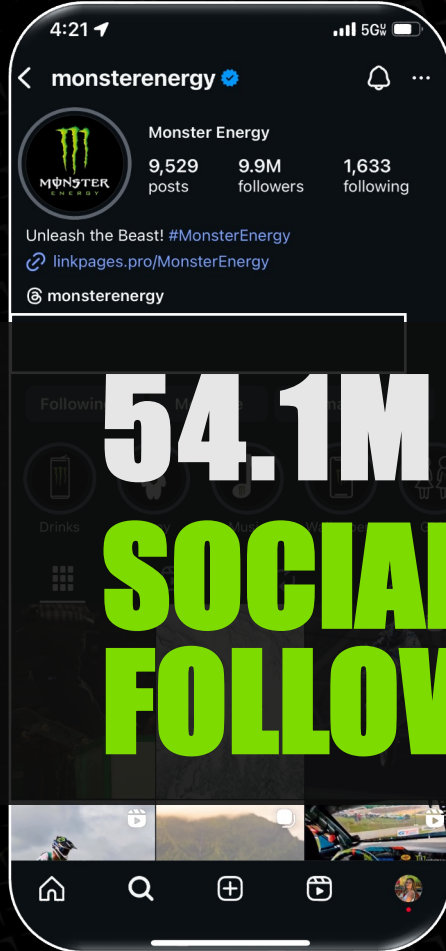 4:21
5G
monsterenergy
MONSTER
ENERGY
Monster Energy
9,529
9.9M
1,633
posts
followers
following
Unleash the Beast! #MonsterEnergy
linkpages.pro/MonsterEnergy
monsterenergy
54.1M
SOCIAL
FOLLOW
Drinks